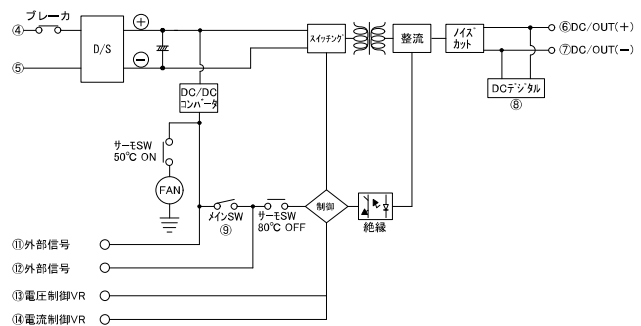 ④
ブレーカ
⑤
D/S
+
−
DC/DC
コンバータ
サーモSW
50℃ ON
FAN
スイッチング
整流
ノイズ
カット
⑥DC/OUT(+)
⑦DC/OUT(−)
DCデジタル
⑧
メインSW
⑨
サーモSW
80℃ OFF
制御
絶縁
⑪外部信号
⑫外部信号
⑬電圧制御VR
⑭電流制御VR